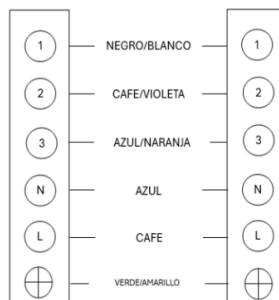 1 NEGRO/BLANCO 1
2 CAFE/VIOLETA 2
3 AZUL/NARANJA 3
N AZUL N
L CAFE L
VERDE/AMARILLO